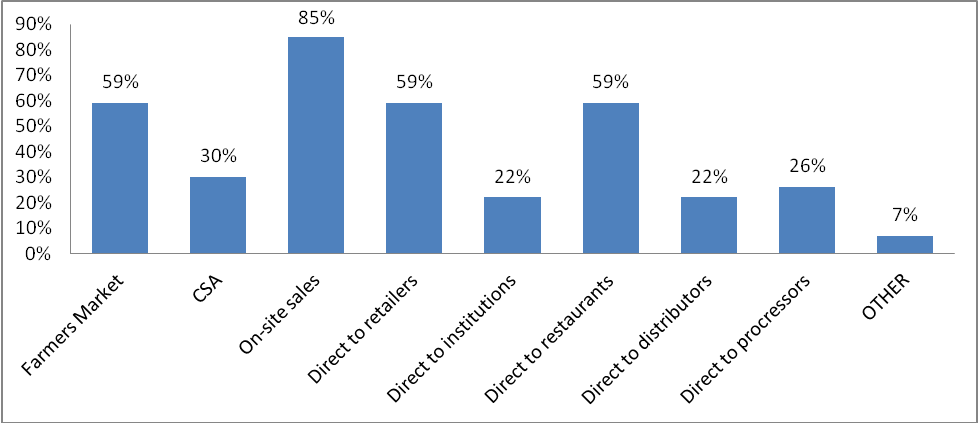 90%
80%
70%
60%
50%
40%
30%
20%
10%
0%
59%
30%
85%
59%
22%
59%
22%
26%
7%
Farmers Market
CSA
On-site sales
Direct to retailers
Direct to institutions
Direct to restaurants
Direct to distributors
Direct to procressors
OTHER